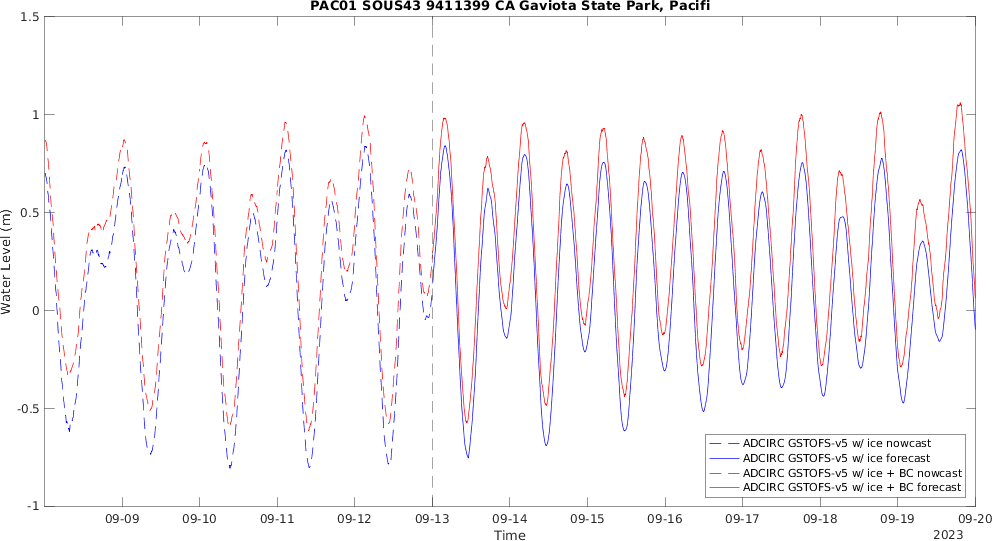 PAC01 SOUS43 9411399 CA Gaviota State Park, Pacifi
1.5
1
0.5
0
-0.5
-1
Water Level (m)
09-09 09-10 09-11 09-12 09-13 09-14 09-15 09-16 09-17 09-18 09-19 09-20
Time
2023
ADCIRC GSTOFS-v5 w/ ice nowcast
ADCIRC GSTOFS-v5 w/ ice forecast
ADCIRC GSTOFS-v5 w/ ice + BC nowcast
ADCIRC GSTOFS-v5 w/ ice + BC forecast